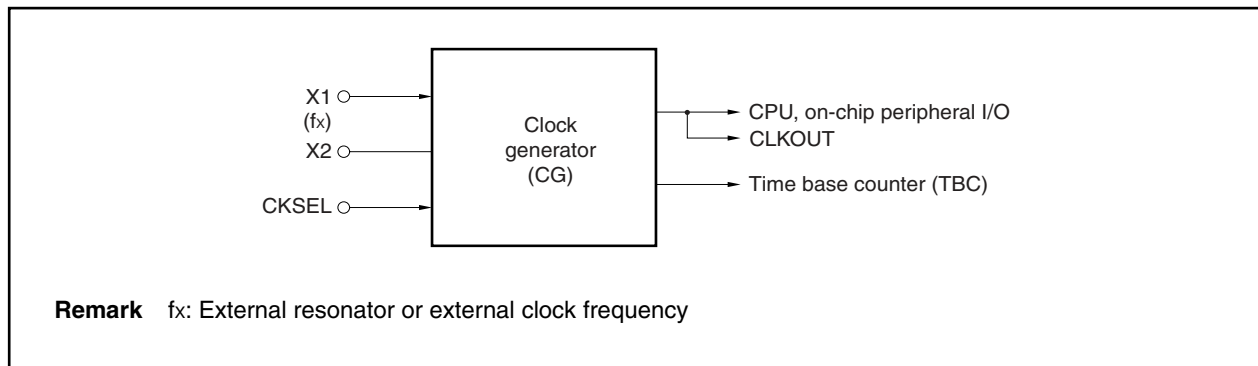 X1
(fx)
X2
CKSEL
Clock
generator
(CG)
CPU, on-chip peripheral I/O
CLKOUT
Time base counter (TBC)
Remark fx: External resonator or external clock frequency